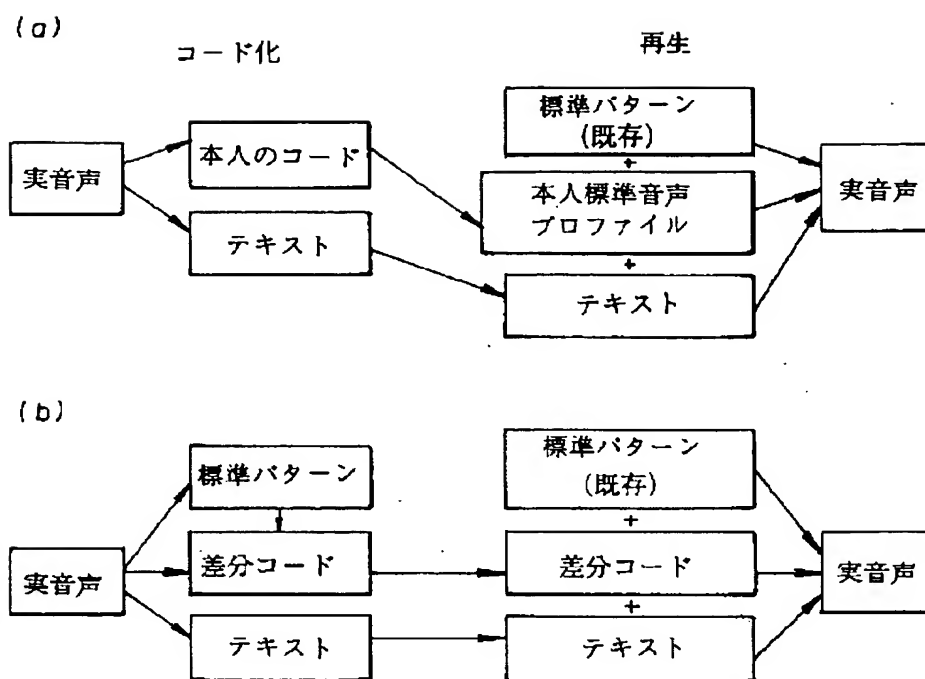 (a)
コード化
再生
実音声
本人のコード
テキスト
標準パターン
(既存)
+
本人標準音声
プロファイル
+
テキスト
実音声
(b)
実音声
標準パターン
差分コード
テキスト
標準パターン
(既存)
+
差分コード
+
テキスト
実音声